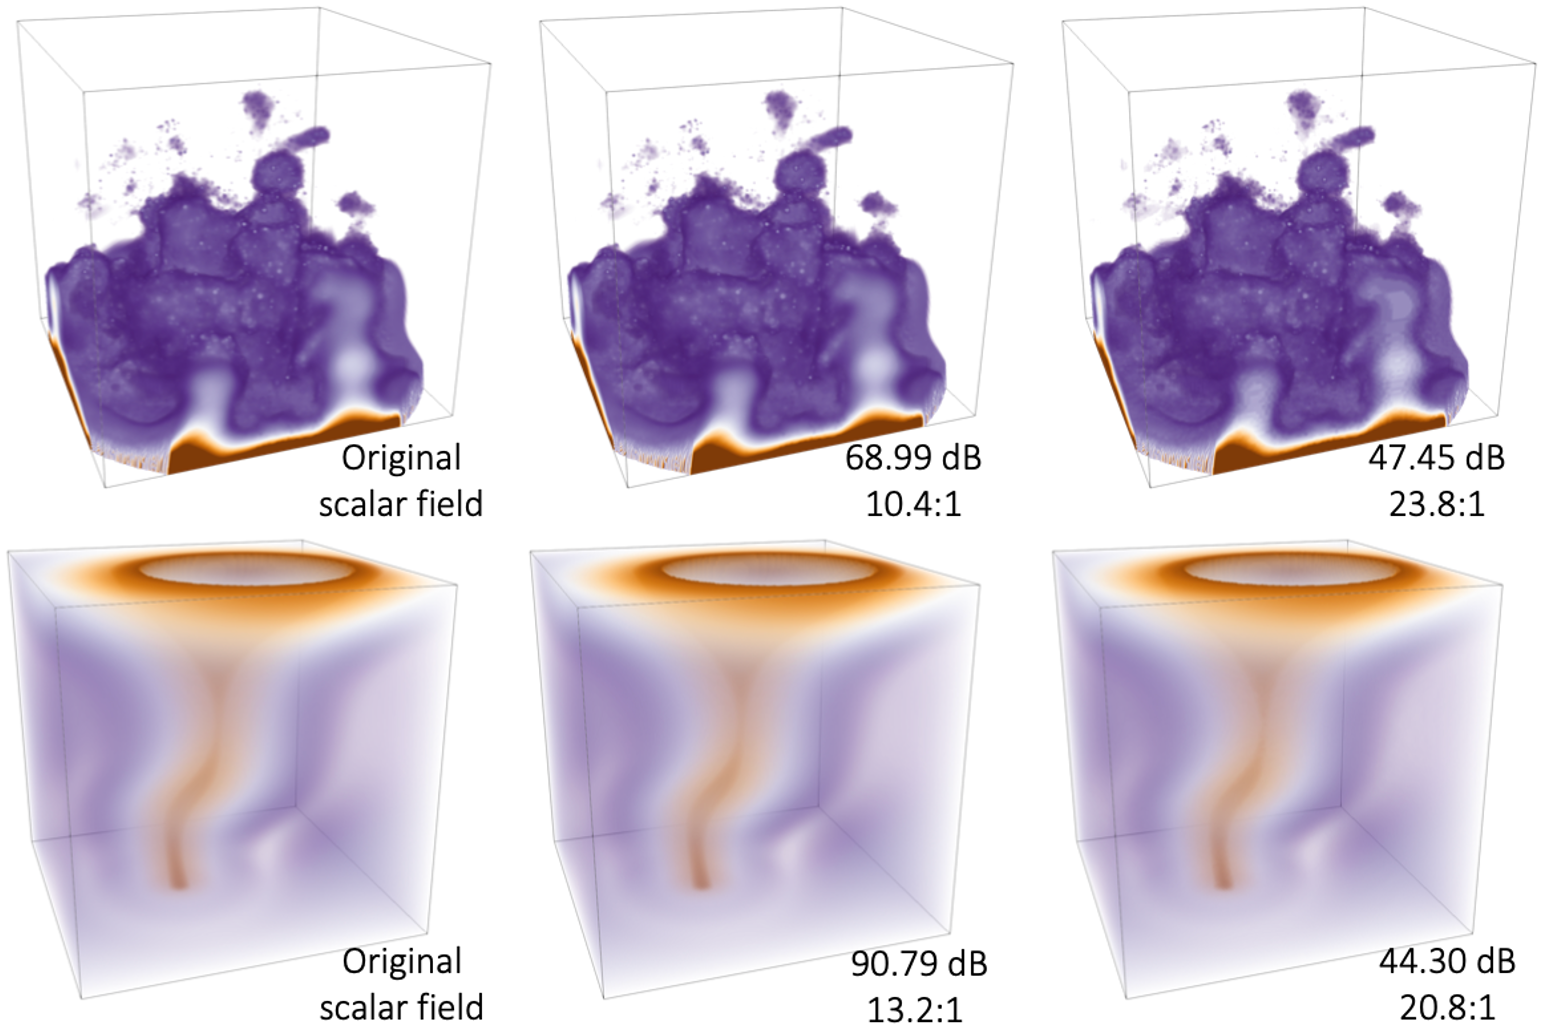 Original
scalar field
68.99 dB
10.4:1
47.45 dB
23.8:1
Original
scalar field
90.79 dB
13.2:1
44.30 dB
20.8:1